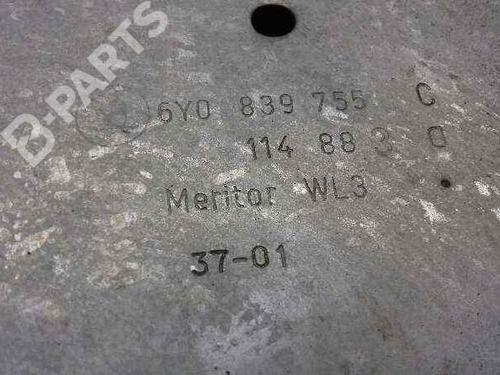 B-PARTS
6Y0 839 755 C
114 88 3 0
Meritor WL3
37-01